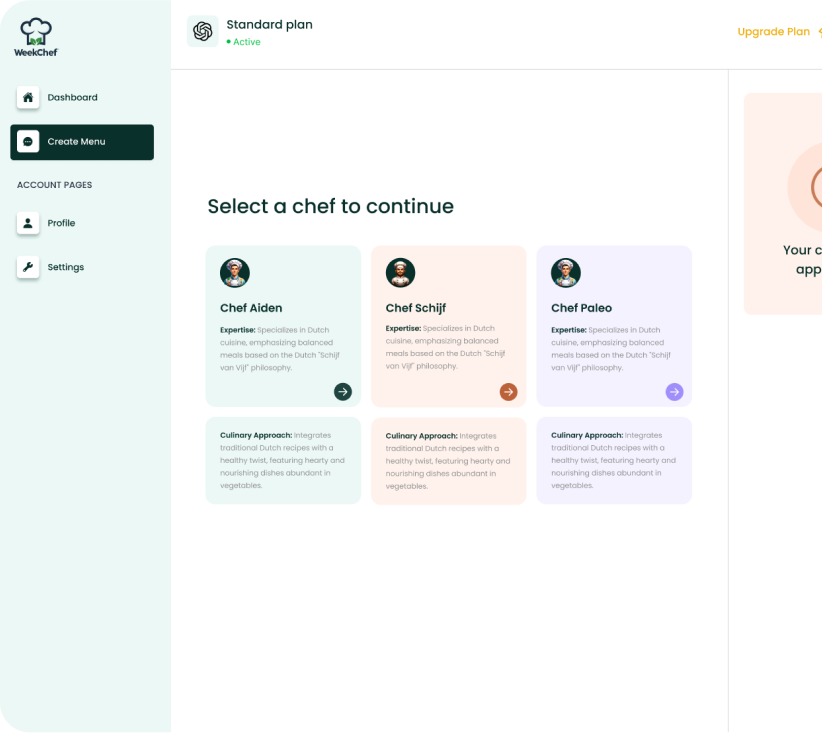 WeekChef
Standard plan
Active
Upgrade Plan
Dashboard
Create Menu
ACCOUNT PAGES
Profile
Settings
Select a chef to continue
Chef Aiden
Expertise: Specializes in Dutch
cuisine, emphasizing balanced
meals based on the Dutch "Schijf
van Vijf" philosophy.
Culinary Approach: Integrates
traditional Dutch recipes with a
healthy twist, featuring hearty and
nourishing dishes abundant in
vegetables.
Chef Schijf
Expertise: Specializes in Dutch
cuisine, emphasizing balanced
meals based on the Dutch "Schijf
van Vijf" philosophy.
Culinary Approach: Integrates
traditional Dutch recipes with a
healthy twist, featuring hearty and
nourishing dishes abundant in
vegetables.
Chef Paleo
Expertise: Specializes in Dutch
cuisine, emphasizing balanced
meals based on the Dutch "Schijf
van Vijf" philosophy.
Culinary Approach: Integrates
traditional Dutch recipes with a
healthy twist, featuring hearty and
nourishing dishes abundant in
vegetables.
Your c
app